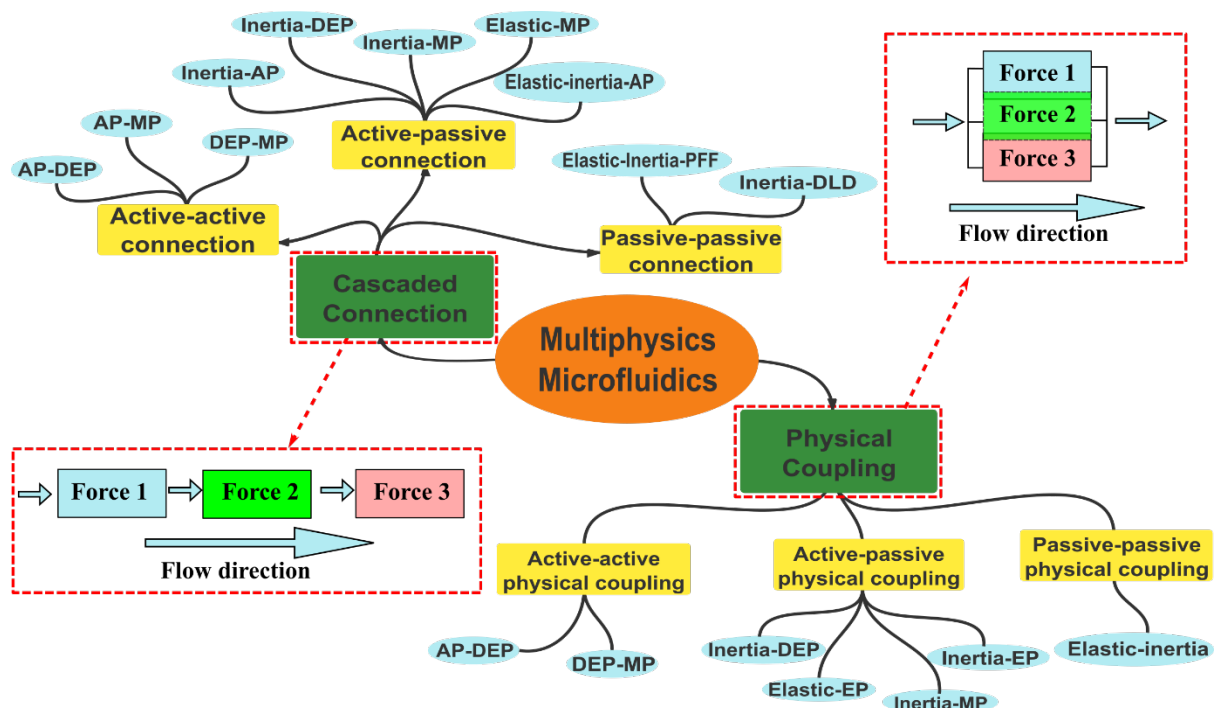 Inertia-DEP
Elastic-MP
Inertia-MP
Inertia-AP
Elastic-inertia-AP
AP-MP
DEP-MP
AP-DEP
Active-passive
connection
Active-active
connection
Elastic-Inertia-PFF
Inertia-DLD
Passive-passive
connection
Force 1
Force 2
Force 3
Flow direction
Cascaded
Connection
Multiphysics
Microfluidics
Physical
Coupling
Force 1
Force 2
Force 3
Flow direction
Active-active
physical coupling
Active-passive
physical coupling
Passive-passive
physical coupling
AP-DEP
DEP-MP
Inertia-DEP
Elastic-EP
Inertia-MP
Inertia-EP
Elastic-inertia